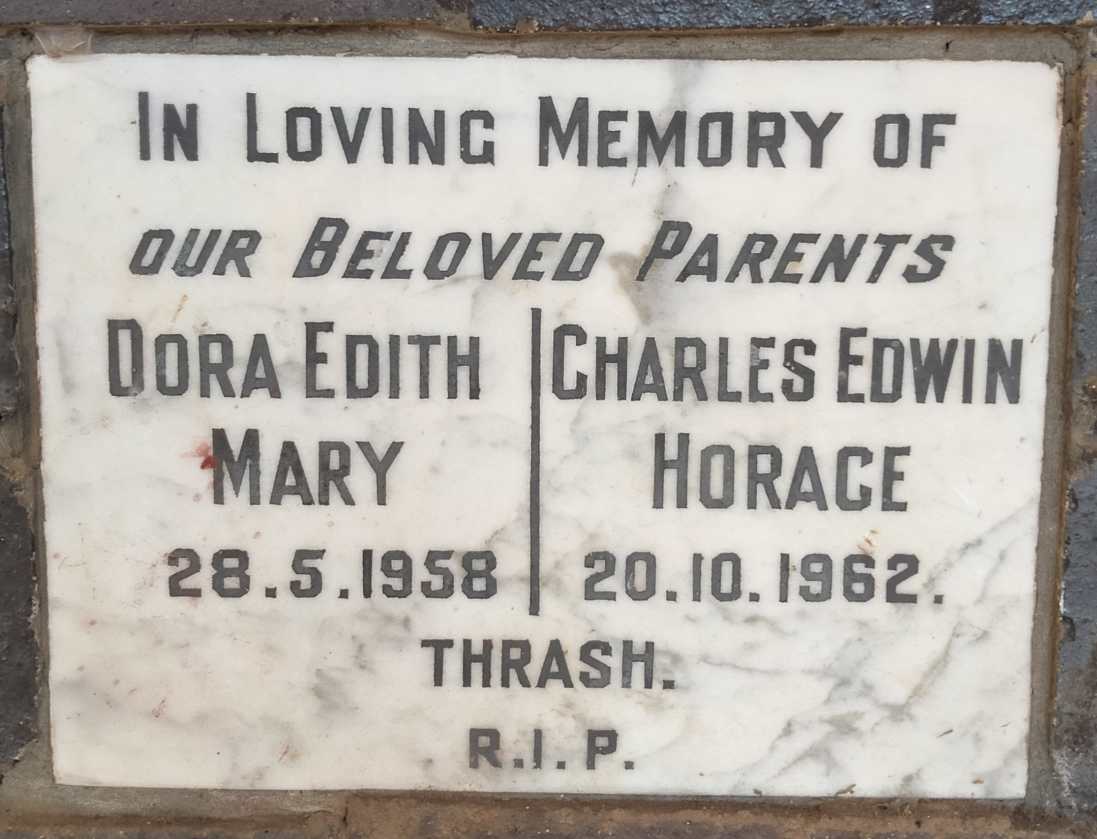 IN LOVING MEMORY OF
OUR BELOVED PARENTS
DORA EDITH
MARY
28.5.1958
CHARLES EDWIN
HORACE
20.10.1962.
THRASH.
R.I.P.